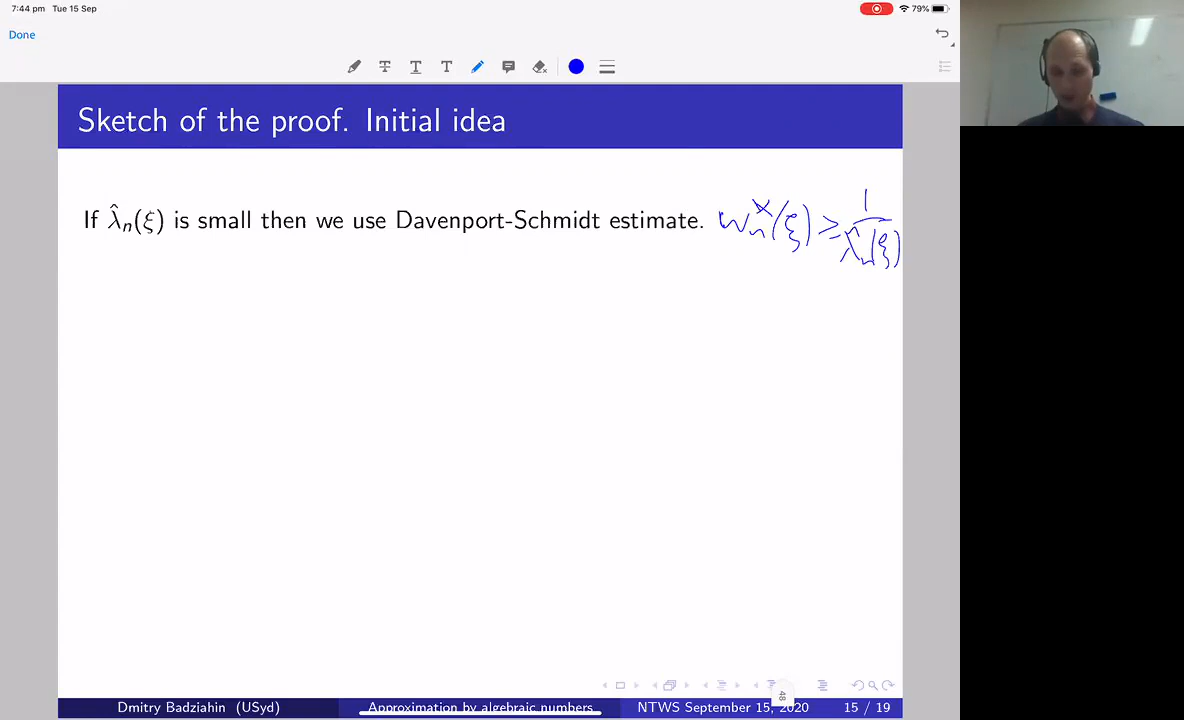 7:44 pm Tue 15 Sep
79%
Done
Sketch of the proof. Initial idea
If λ̂ₙ(ξ) is small then we use Davenport-Schmidt estimate. wₙ*(ξ) ≥ 1/λ̂ₙ(ξ)
48
Dmitry Badziahin (USyd) Approximation by algebraic numbers NTWS September 15, 2020 15 / 19